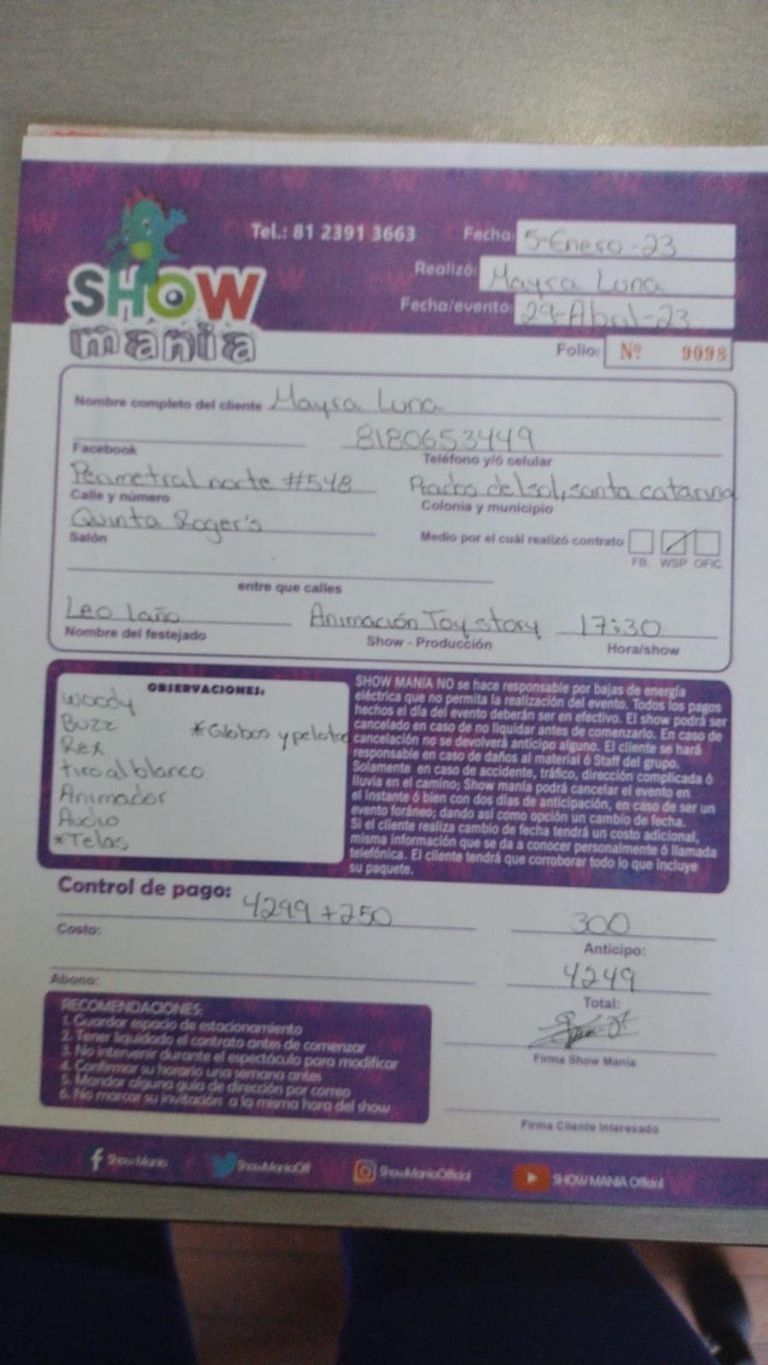 Tel.: 81 2391 3663
Fecha: 5-Enero-23
Realizó: Mayra Luna
Fecha/evento: 29-Abril-23
SHOW
mania
Folio: Nº 9098
Nombre completo del cliente Mayra Luna
8180653449
Facebook Teléfono y/ó celular
Perimetral norte #548 Prados del sol, santa catarina
Calle y número Colonia y municipio
Quinta Roger's
Salón Medio por el cuál realizó contrato
FB. WSP OFIC.
entre que calles
Leo 1año Animación Toy story 17:30
Nombre del festejado Show - Producción Hora/show
OBSERVACIONES:
Woody
Buzz *Globos y pelotas
Rex
tiro al blanco
Animador
Audio
*Telas
SHOW MANIA NO se hace responsable por bajas de energía
eléctrica que no permita la realización del evento. Todos los pagos
hechos el día del evento deberán ser en efectivo. El show podrá ser
cancelado en caso de no liquidar antes de comenzarlo. En caso de
cancelación no se devolverá anticipo alguno. El cliente se hará
responsable en caso de daños al material ó Staff del grupo.
Solamente en caso de accidente, tráfico, dirección complicada ó
lluvia en el camino; Show mania podrá cancelar el evento en
el instante ó bien con dos días de anticipación, en caso de ser un
evento foráneo; dando así como opción un cambio de fecha.
Si el cliente realiza cambio de fecha tendrá un costo adicional,
misma información que se da a conocer personalmente ó llamada
telefónica. El cliente tendrá que corroborar todo lo que incluye
su paquete.
Control de pago:
4299 + 250 300
Costo: Anticipo:
4249
Abono: Total:
RECOMENDACIONES:
1. Guardar espacio de estacionamiento
2. Tener liquidado el contrato antes de comenzar
3. No intervenir durante el espectáculo para modificar
4. Confirmar su horario una semana antes
5. Mandar alguna guía de dirección por correo
6. No marcar su invitación a la misma hora del show
Firma Show Mania
Firma Cliente Interesado
Show Mania ShowManiaOff ShowManiaOfficial SHOW MANIA Official